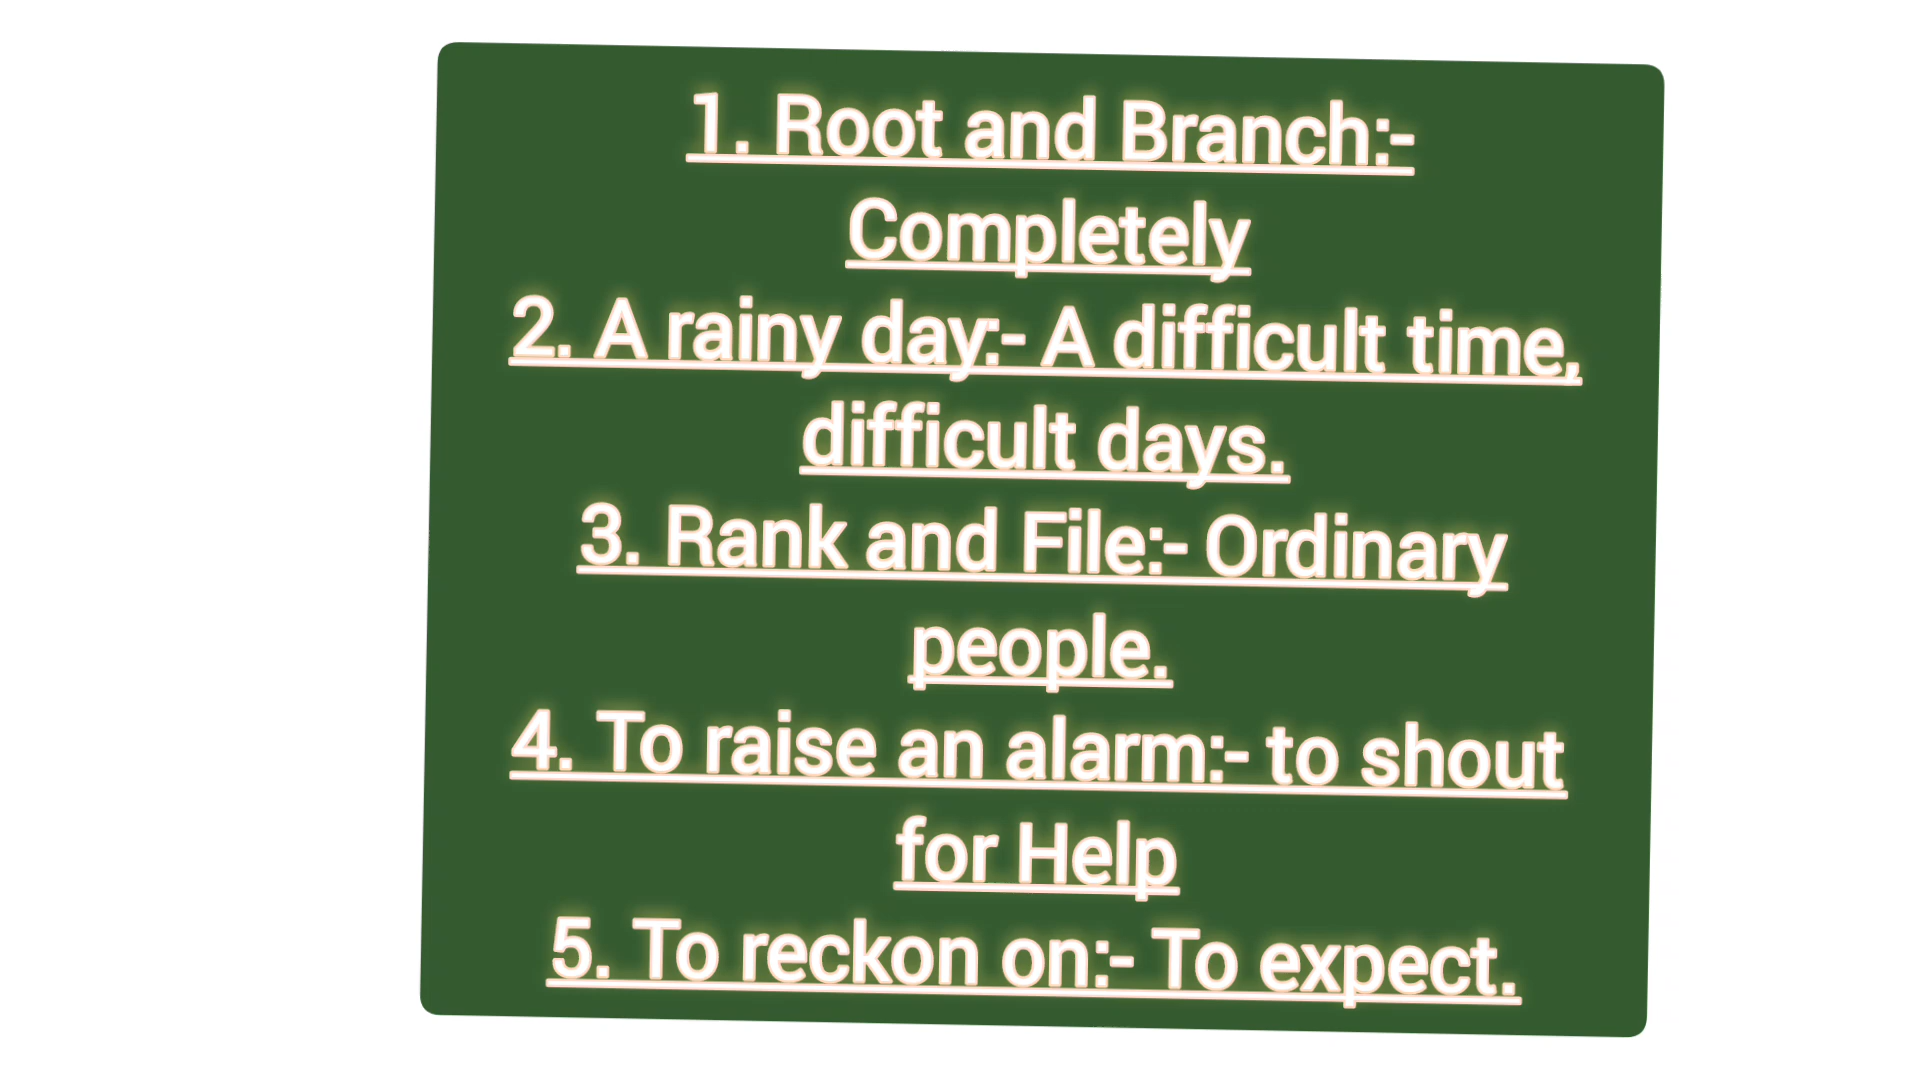 1. Root and Branch:-
Completely
2. A rainy day:- A difficult time,
difficult days.
3. Rank and File:- Ordinary
people.
4. To raise an alarm:- to shout
for Help
5. To reckon on:- To expect.